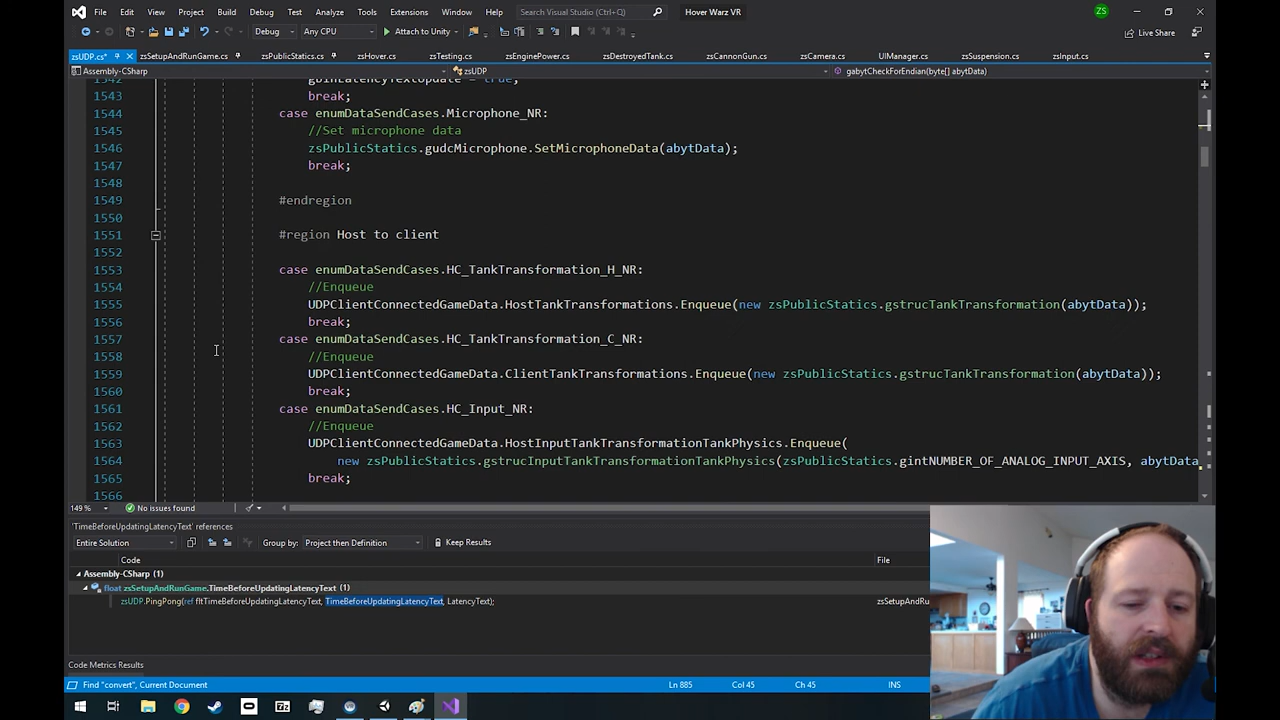 File Edit View Project Build Debug Test Analyze Tools Extensions Window Help Search Visual Studio (Ctrl+Q) Hover Warz VR ZS
Debug Any CPU Attach to Unity Live Share
zsUDP.cs* zsSetupAndRunGame.cs zsPublicStatics.cs zsHover.cs zsTesting.cs zsEnginePower.cs zsDestroyedTank.cs zsCannonGun.cs zsCamera.cs UIManager.cs zsSuspension.cs zsInput.cs
Assembly-CSharp zsUDP gabytCheckForEndian(byte[] abytData)
1542 gblnLatencyTextUpdate = true;
1543 break;
1544 case enumDataSendCases.Microphone_NR:
1545 //Set microphone data
1546 zsPublicStatics.gudcMicrophone.SetMicrophoneData(abytData);
1547 break;
1548
1549 #endregion
1550
1551 #region Host to client
1552
1553 case enumDataSendCases.HC_TankTransformation_H_NR:
1554 //Enqueue
1555 UDPClientConnectedGameData.HostTankTransformations.Enqueue(new zsPublicStatics.gstrucTankTransformation(abytData));
1556 break;
1557 case enumDataSendCases.HC_TankTransformation_C_NR:
1558 //Enqueue
1559 UDPClientConnectedGameData.ClientTankTransformations.Enqueue(new zsPublicStatics.gstrucTankTransformation(abytData));
1560 break;
1561 case enumDataSendCases.HC_Input_NR:
1562 //Enqueue
1563 UDPClientConnectedGameData.HostInputTankTransformationTankPhysics.Enqueue(
1564 new zsPublicStatics.gstrucInputTankTransformationTankPhysics(zsPublicStatics.gintNUMBER_OF_ANALOG_INPUT_AXIS, abytData
1565 break;
1566
149 % No issues found
'TimeBeforeUpdatingLatencyText' references
Entire Solution Group by: Project then Definition Keep Results
Code File
Assembly-CSharp (1)
float zsSetupAndRunGame.TimeBeforeUpdatingLatencyText (1)
zsUDP.PingPong(ref fltTimeBeforeUpdatingLatencyText, TimeBeforeUpdatingLatencyText, LatencyText); zsSetupAndRu
Code Metrics Results
Find "convert", Current Document Ln 885 Col 45 Ch 45 INS